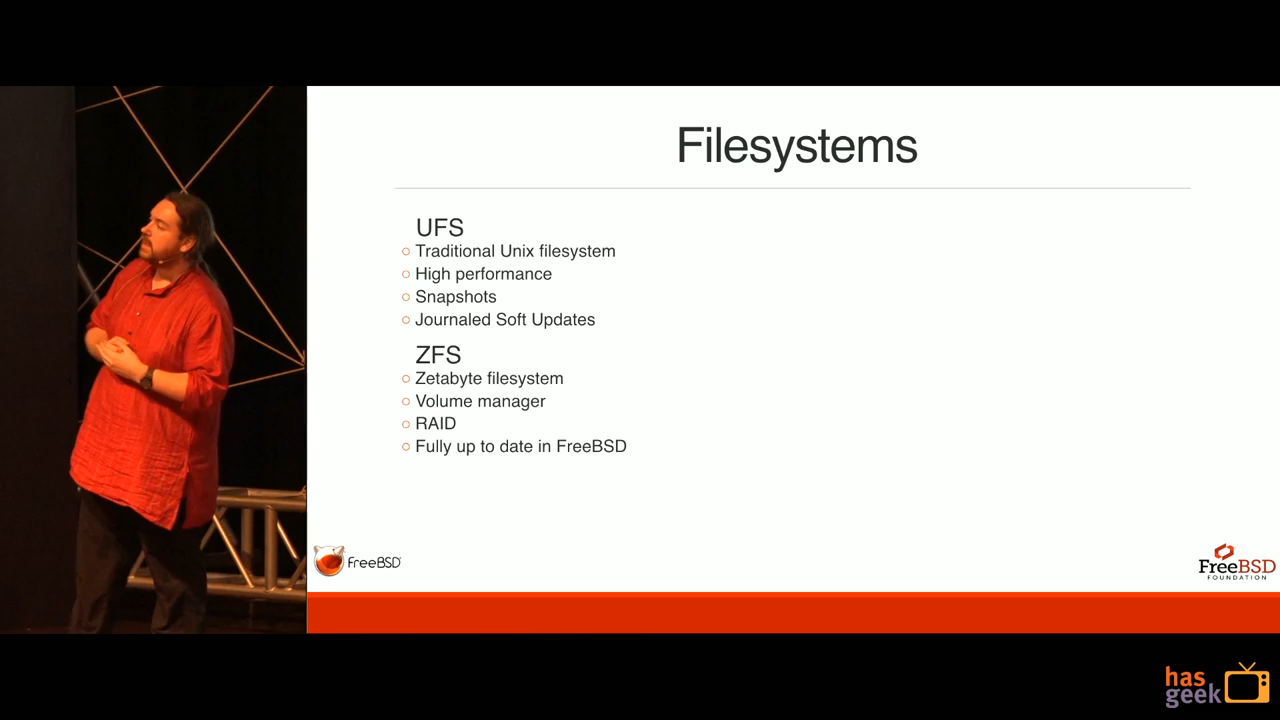 Filesystems
UFS
Traditional Unix filesystem
High performance
Snapshots
Journaled Soft Updates
ZFS
Zetabyte filesystem
Volume manager
RAID
Fully up to date in FreeBSD
FreeBSD
FreeBSD
FOUNDATION
has
geek